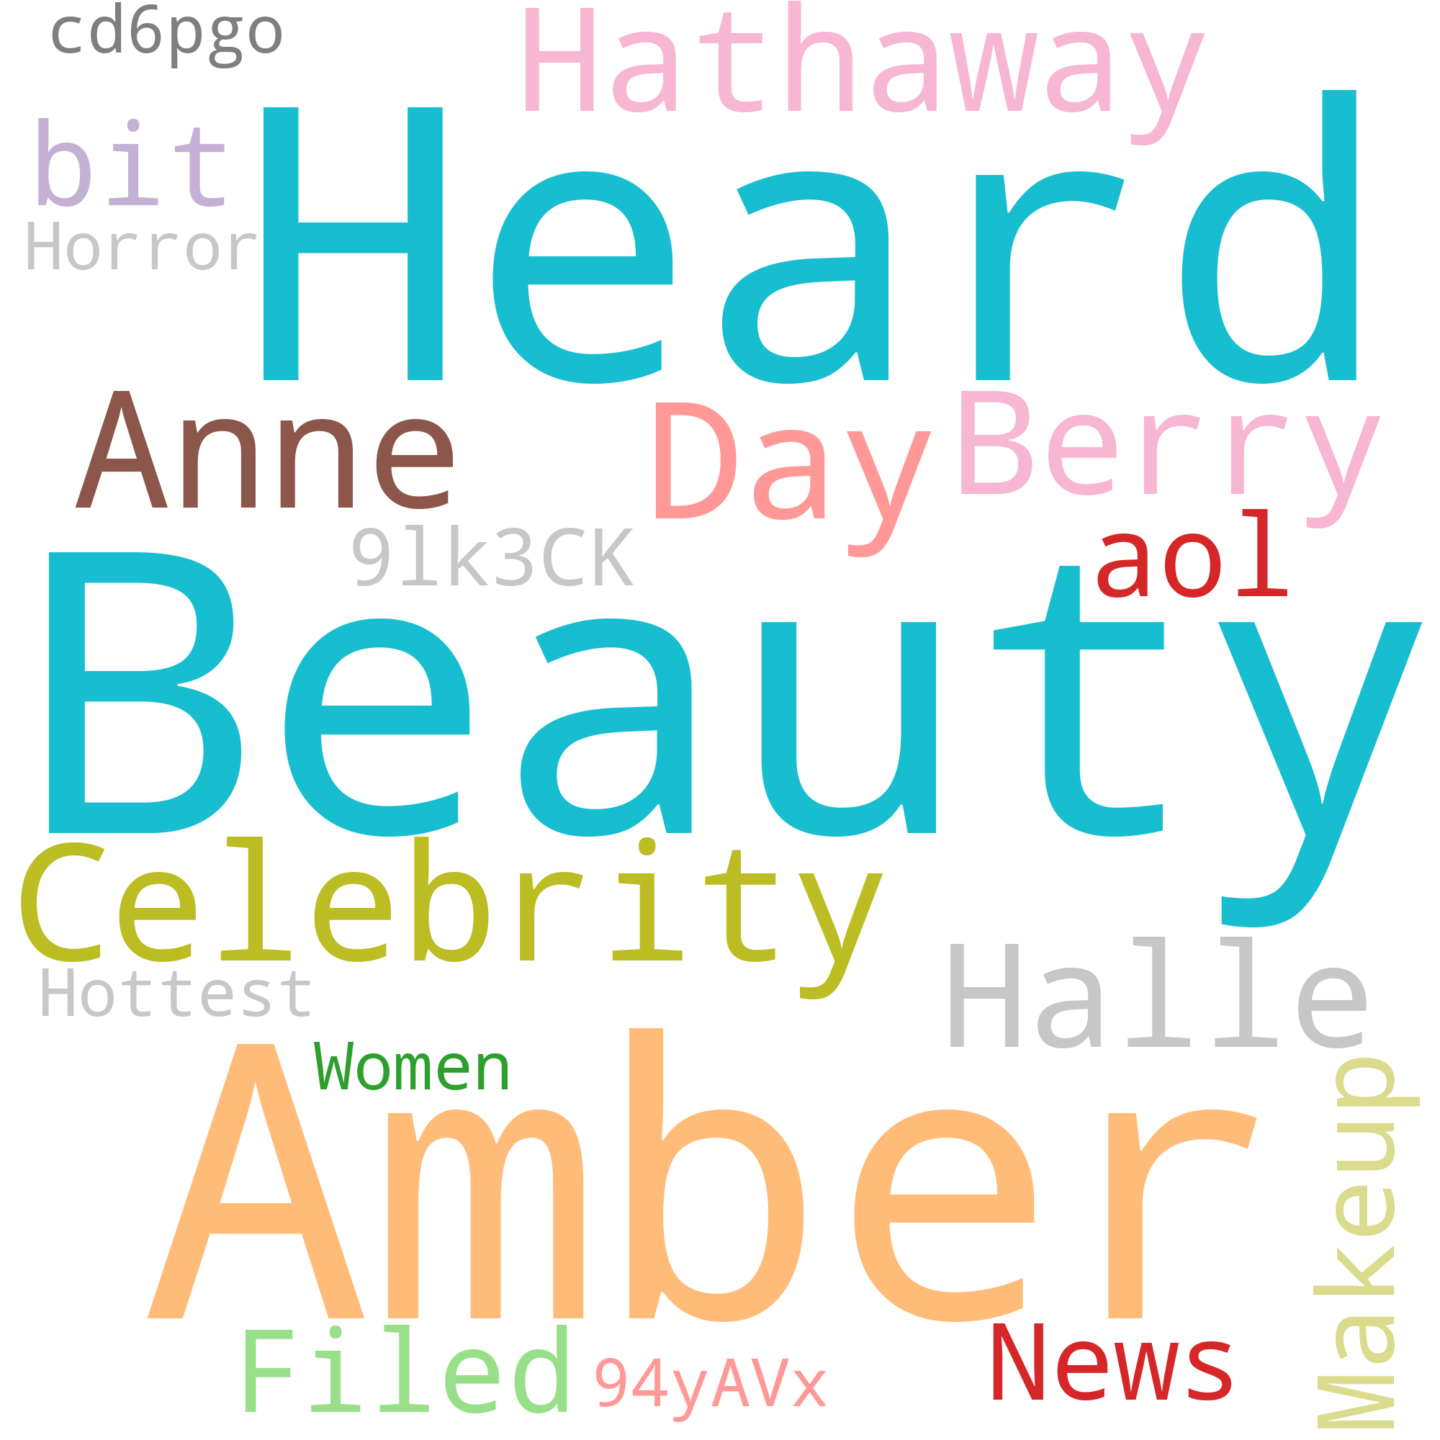 cd6pgo
Hathaway
bit
Heard
Horror
Anne
Day
Berry
9lk3CK
aol
Beauty
Celebrity
Hottest
Halle
Women
Amber
Makeup
Filed
94yAVx
News